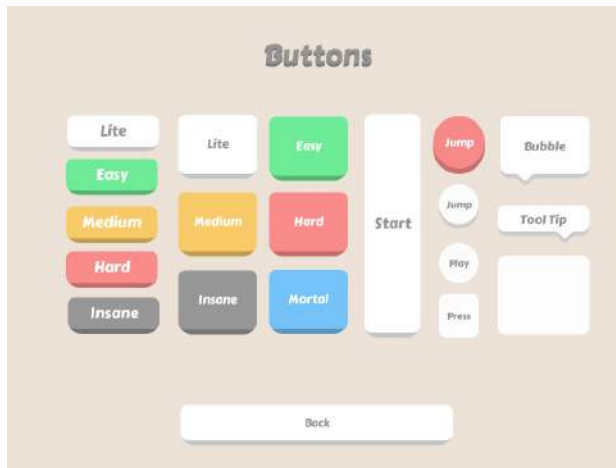 Buttons
Lite
Easy
Medium
Hard
Insane
Lite
Easy
Medium
Hard
Insane
Mortal
Start
Jump
Jump
Play
Press
Bubble
Tool Tip
Back